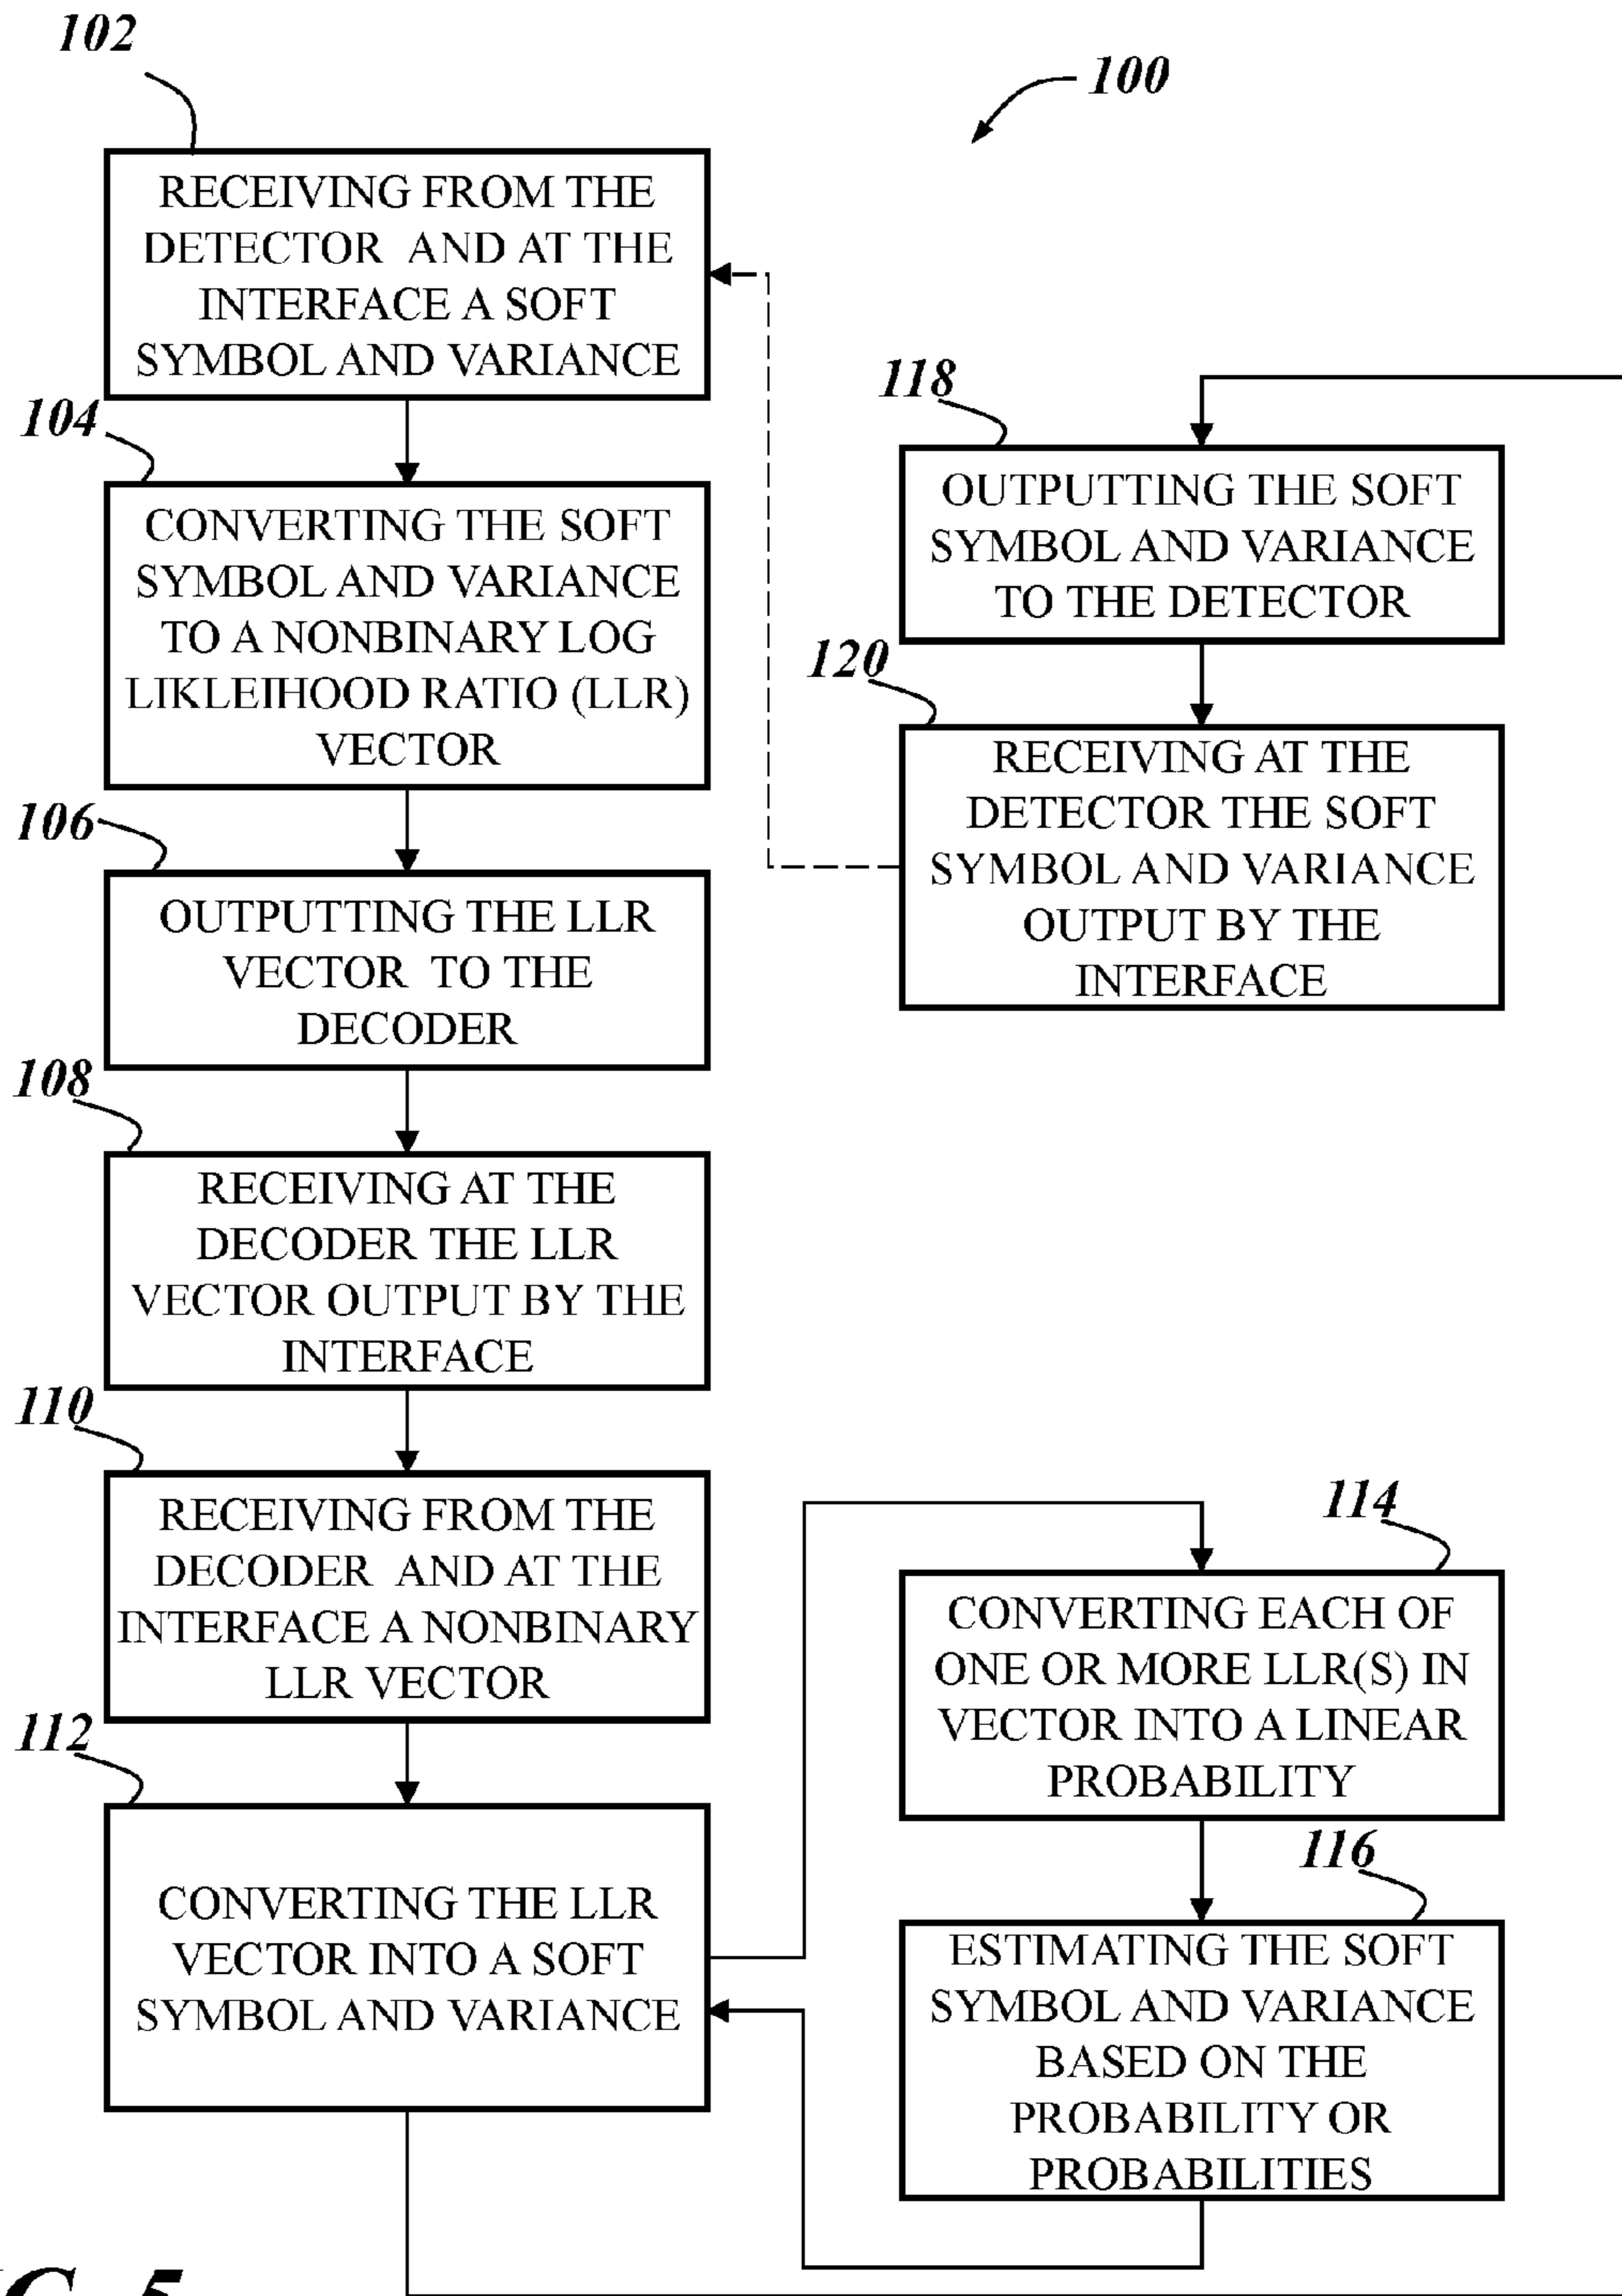 102
100
RECEIVING FROM THE
DETECTOR AND AT THE
INTERFACE A SOFT
SYMBOL AND VARIANCE
104
CONVERTING THE SOFT
SYMBOL AND VARIANCE
TO A NONBINARY LOG
LIKLEIHOOD RATIO (LLR)
VECTOR
106
OUTPUTTING THE LLR
VECTOR TO THE
DECODER
108
RECEIVING AT THE
DECODER THE LLR
VECTOR OUTPUT BY THE
INTERFACE
110
RECEIVING FROM THE
DECODER AND AT THE
INTERFACE A NONBINARY
LLR VECTOR
112
CONVERTING THE LLR
VECTOR INTO A SOFT
SYMBOL AND VARIANCE
114
CONVERTING EACH OF
ONE OR MORE LLR(S) IN
VECTOR INTO A LINEAR
PROBABILITY
116
ESTIMATING THE SOFT
SYMBOL AND VARIANCE
BASED ON THE
PROBABILITY OR
PROBABILITIES
118
OUTPUTTING THE SOFT
SYMBOL AND VARIANCE
TO THE DETECTOR
120
RECEIVING AT THE
DETECTOR THE SOFT
SYMBOL AND VARIANCE
OUTPUT BY THE
INTERFACE